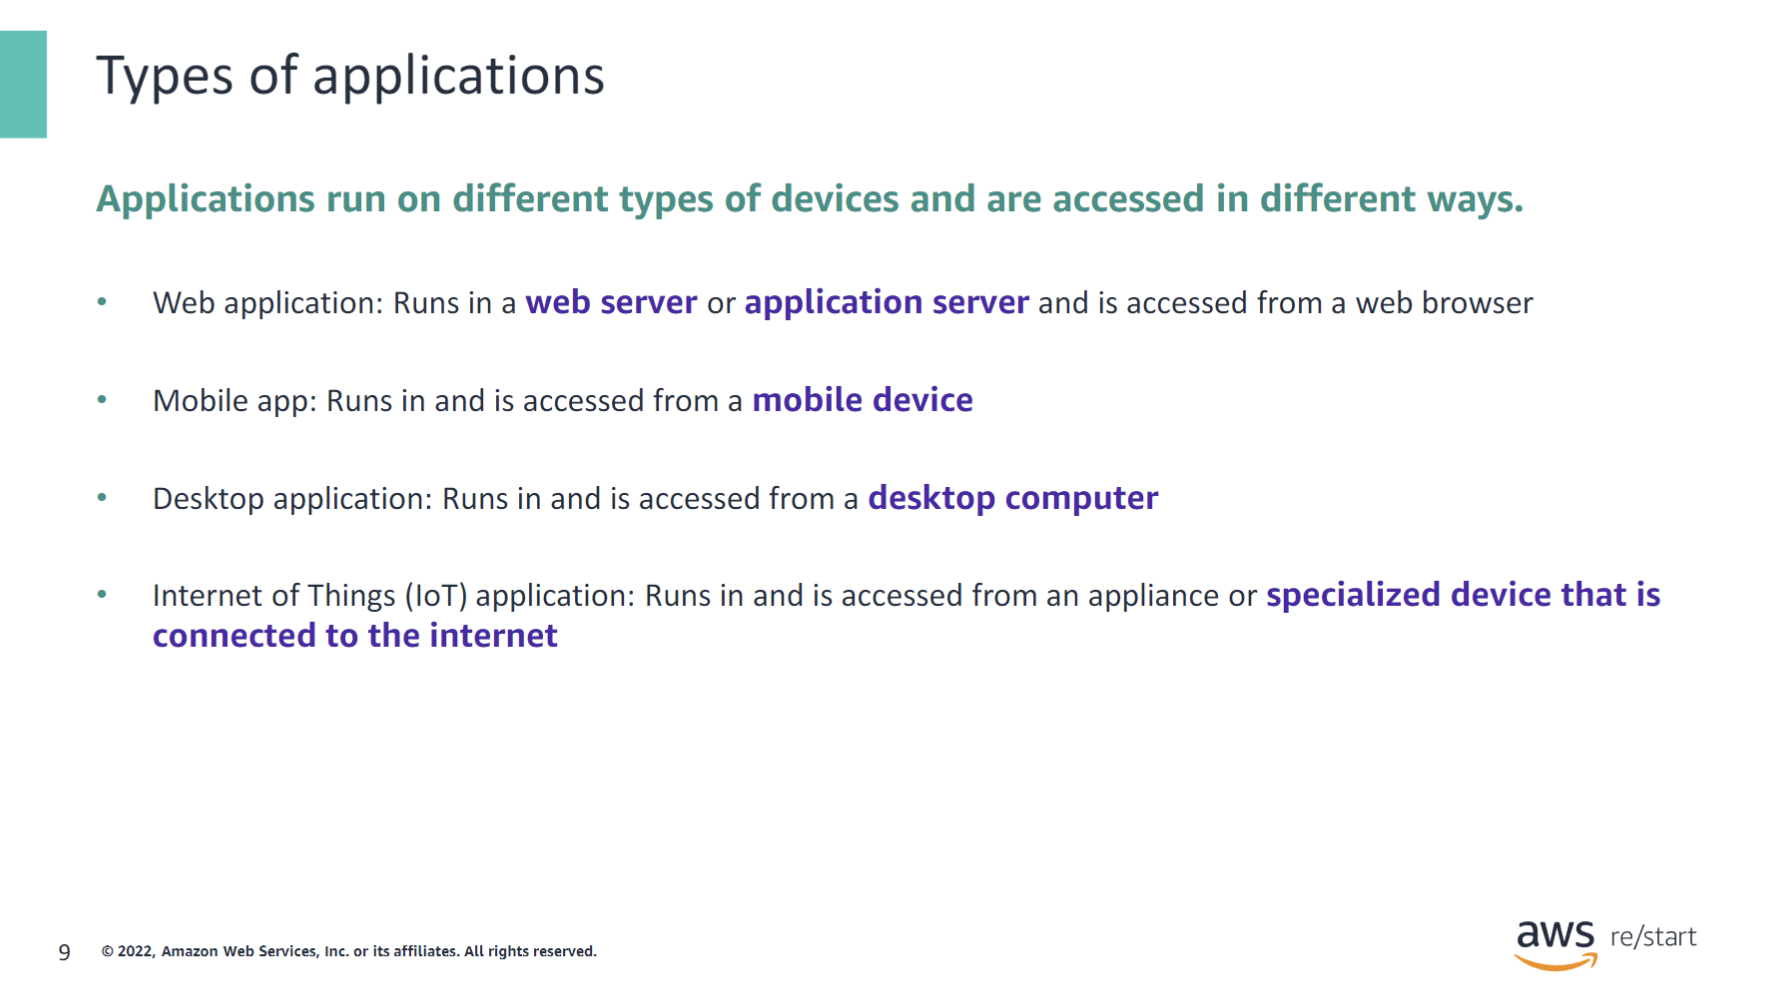 Types of applications
Applications run on different types of devices and are accessed in different ways.
• Web application: Runs in a web server or application server and is accessed from a web browser
• Mobile app: Runs in and is accessed from a mobile device
• Desktop application: Runs in and is accessed from a desktop computer
• Internet of Things (IoT) application: Runs in and is accessed from an appliance or specialized device that is
connected to the internet
9 © 2022, Amazon Web Services, Inc. or its affiliates. All rights reserved.
aws re/start